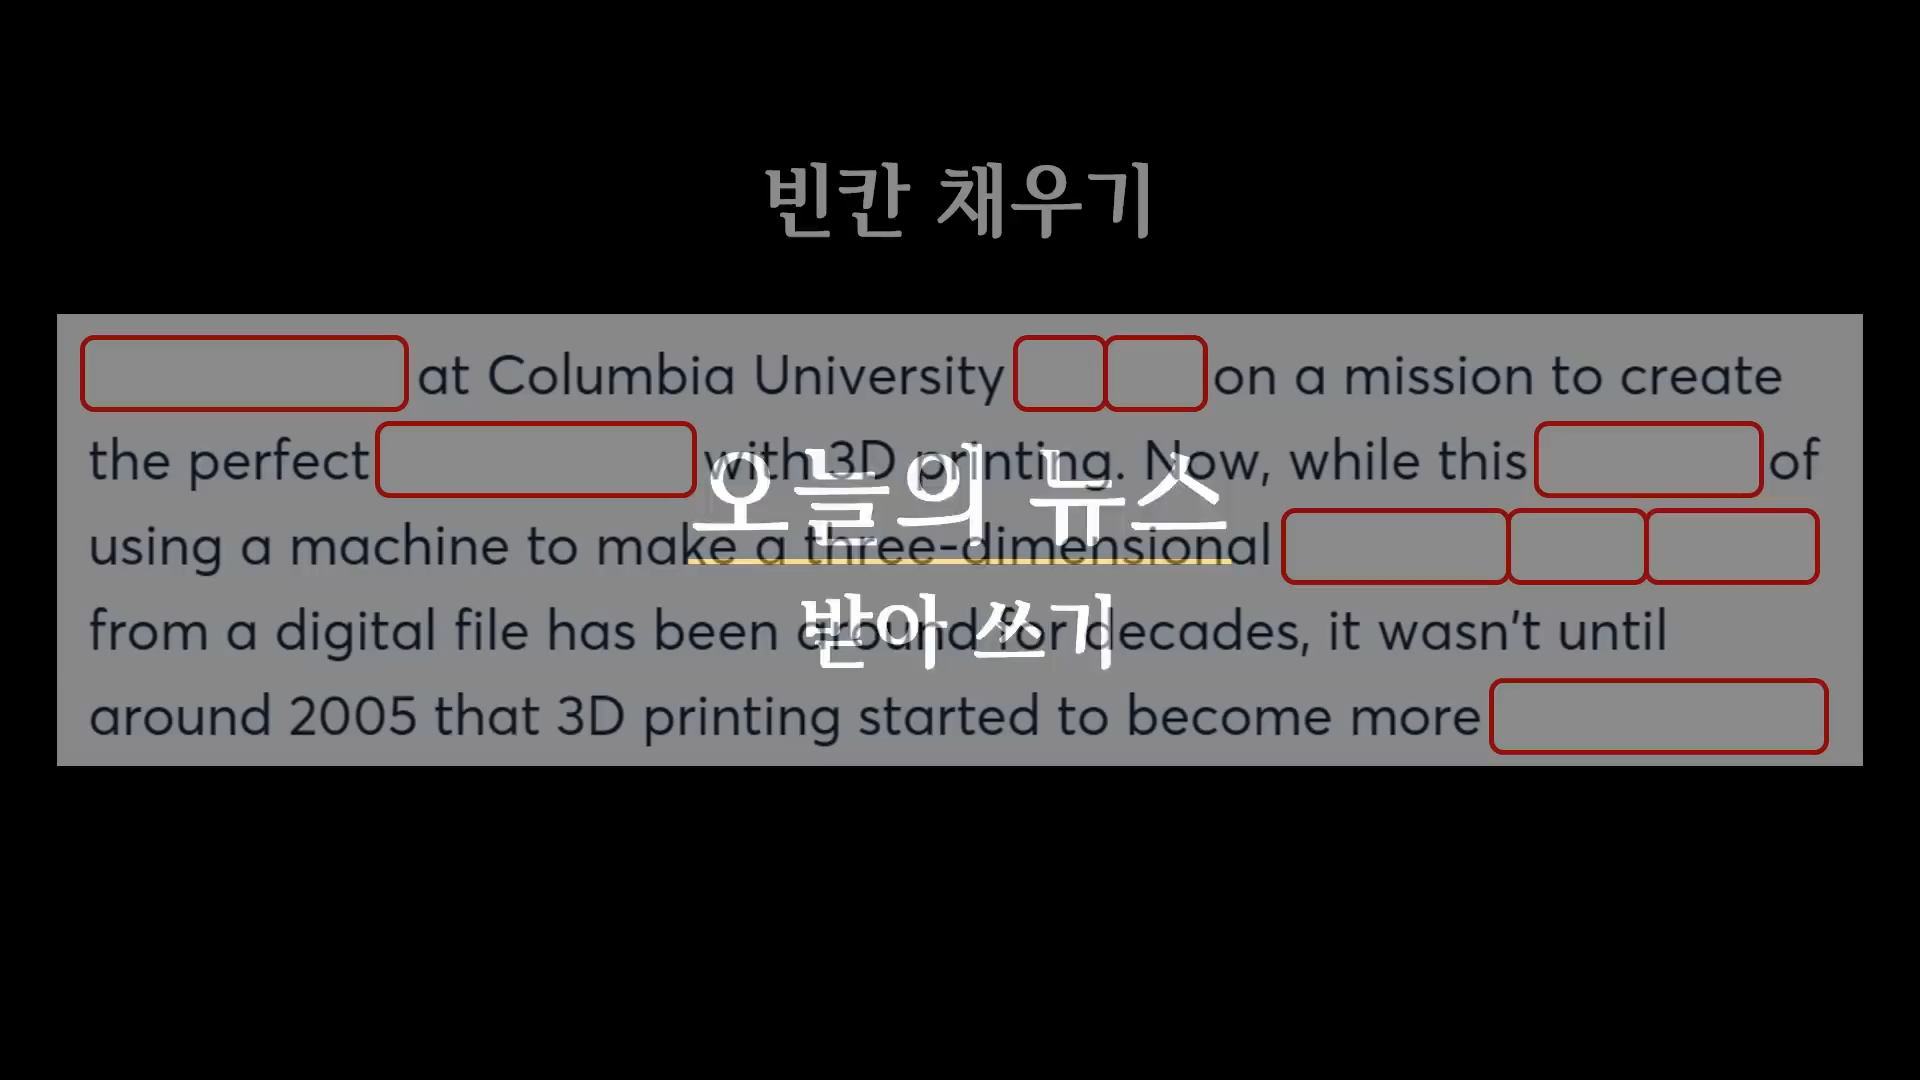 빈칸 채우기
at Columbia University on a mission to create
the perfect with 3D printing. Now, while this of
using a machine to make a three-dimensional
from a digital file has been around for decades, it wasn't until
around 2005 that 3D printing started to become more
오늘의 뉴스
받아 쓰기